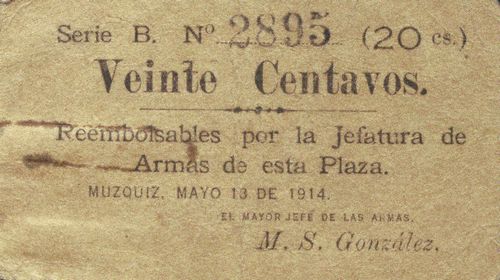 Serie B. Nº 2895 (20 cs.)
Veinte Centavos.
Reembolsables por la Jefatura de
Armas de esta Plaza.
MUZQUIZ, MAYO 13 DE 1914.
EL MAYOR JEFE DE LAS ARMAS,
M. S. González.